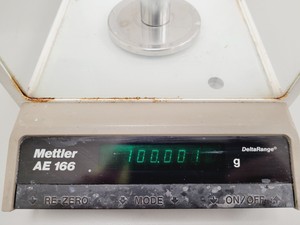 Mettler
AE 166
100.001
g
DeltaRange®
RE-ZERO
MODE
ON/OFF